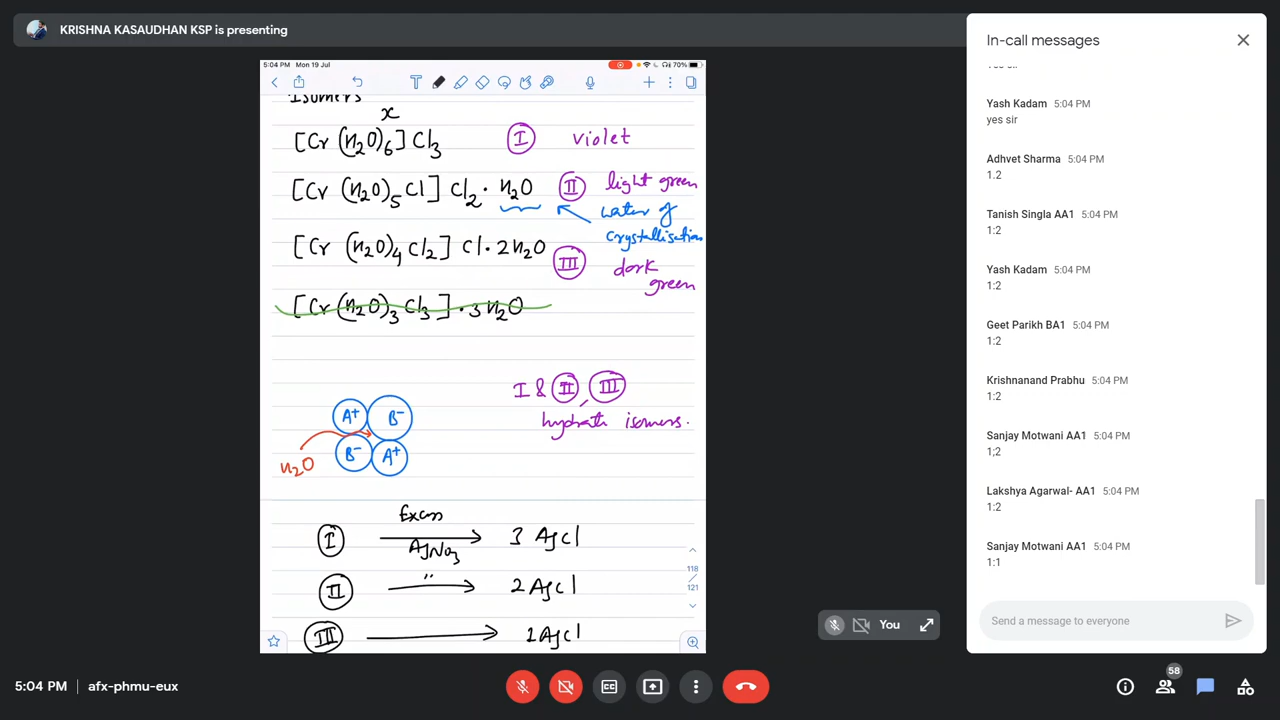 KRISHNA KASAUDHAN KSP is presenting
5:04 PM Mon 19 Jul
70%
Isomers
x
[Cr (H2O)6] Cl3 I violet
[Cr (H2O)5 Cl] Cl2 · H2O II light green
water of
crystallisation
[Cr (H2O)4 Cl2] Cl · 2H2O III dark
green
[Cr (H2O)3 Cl3] · 3H2O
I & II III
hydrate isomers.
A+ B-
B- A+
H2O
I Excess AgNO3 3 AgCl
II " 2 AgCl
III 1 AgCl
118
121
In-call messages
Yash Kadam 5:04 PM
yes sir
Adhvet Sharma 5:04 PM
1.2
Tanish Singla AA1 5:04 PM
1:2
Yash Kadam 5:04 PM
1:2
Geet Parikh BA1 5:04 PM
1:2
Krishnanand Prabhu 5:04 PM
1:2
Sanjay Motwani AA1 5:04 PM
1;2
Lakshya Agarwal- AA1 5:04 PM
1:2
Sanjay Motwani AA1 5:04 PM
1:1
Send a message to everyone
You
5:04 PM afx-phmu-eux
58